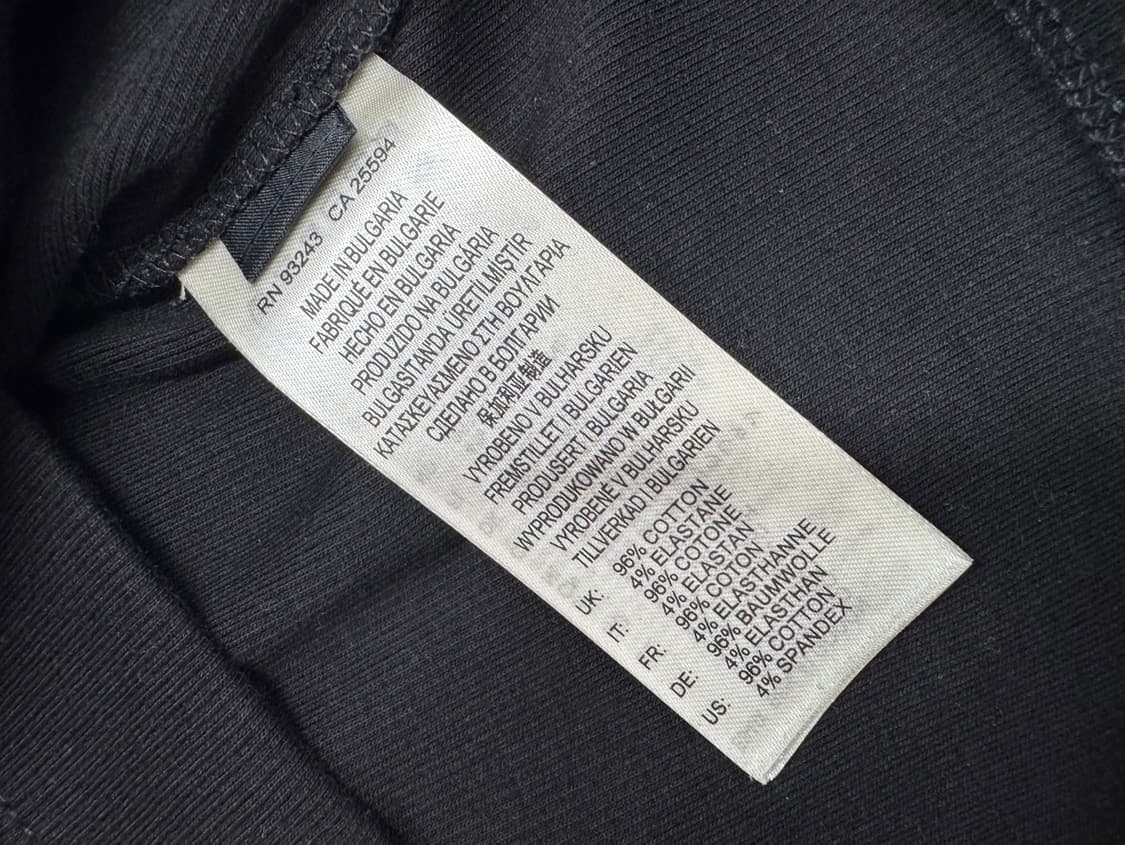 RN 93243 CA 25594
MADE IN BULGARIA
FABRIQUÉ EN BULGARIE
HECHO EN BULGARIA
PRODUZIDO NA BULGARIA
BULGASITAN'DA ÜRETILMIŞTIR
ΚΑΤΑΣΚΕΥΑΣΜΕΝΟ ΣΤΗ ΒΟΥΛΓΑΡΙΑ
СДЕЛАНО В БОЛГАРИИ
保加利亚制造
VYROBENO V BULHARSKU
FREMSTILLET I BULGARIEN
PRODUSERT I BULGARIA
WYPRODUKOWANO W BUŁGARII
VYROBENÉ V BULHARSKU
TILLVERKAD I BULGARIEN
UK: 96% COTTON
4% ELASTANE
IT: 96% COTONE
4% ELASTAN
FR: 96% COTON
4% ELASTHANNE
DE: 96% BAUMWOLLE
4% ELASTHAN
US: 96% COTTON
4% SPANDEX